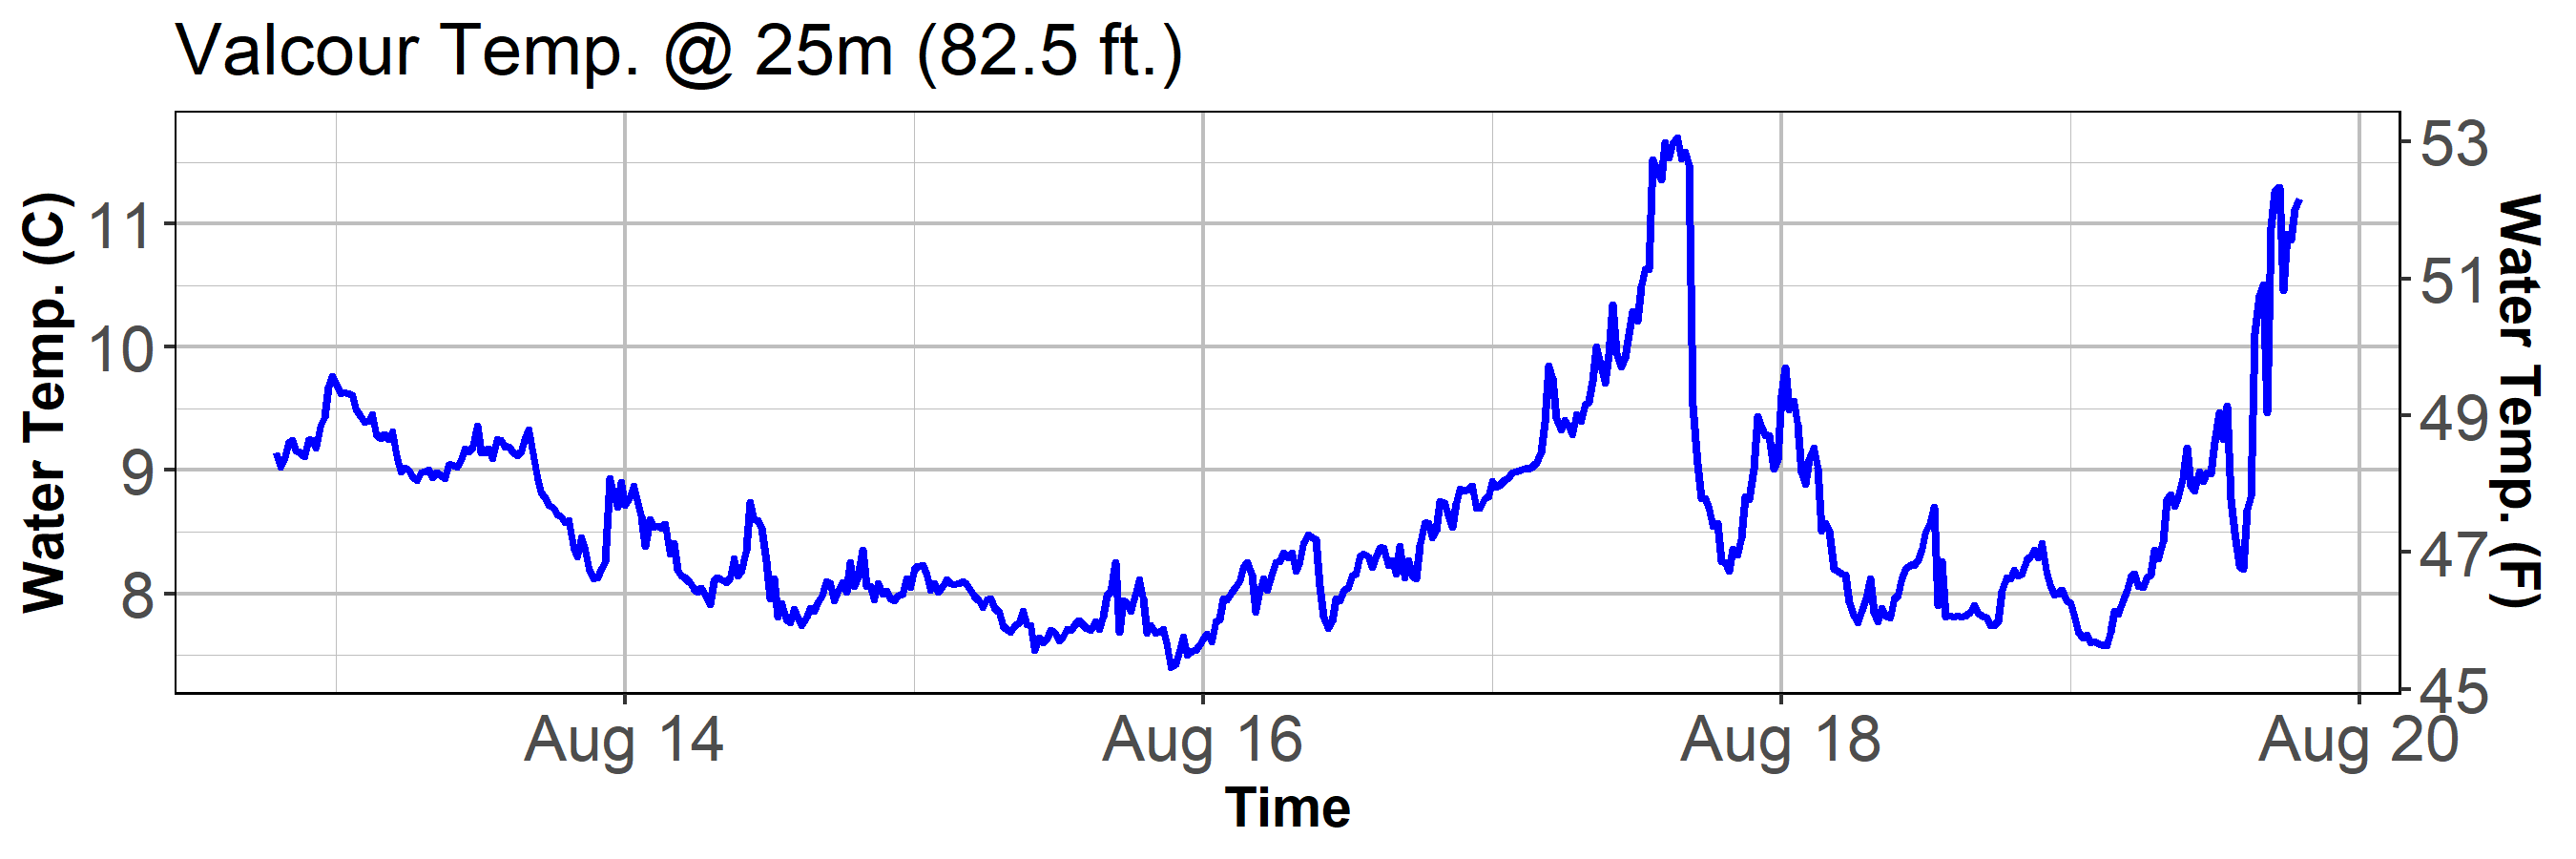 Valcour Temp. @ 25m (82.5 ft.)
Water Temp. (C)
11
10
9
8
53
51
49
47
45
Water Temp. (F)
Aug 14 Aug 16 Aug 18 Aug 20
Time